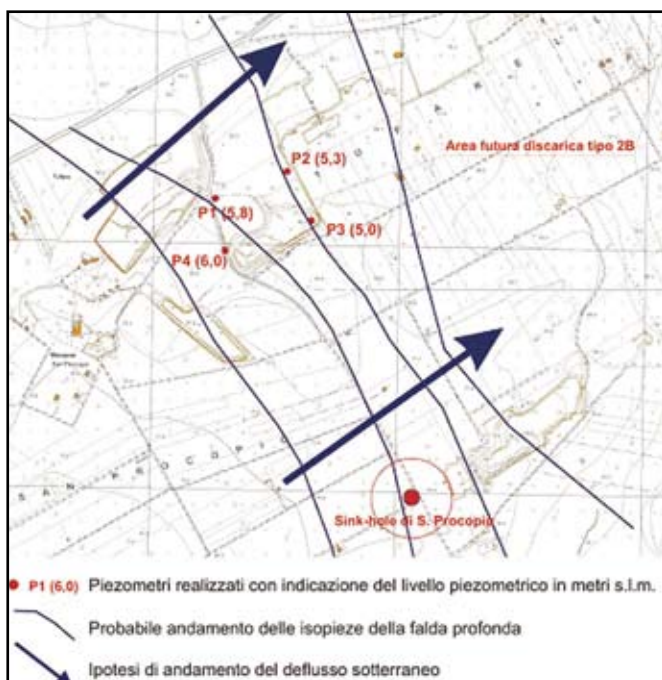 Area futura discarica tipo 2B
P2 (5,3)
P1 (5,8)
P3 (5,0)
P4 (6,0)
SAN PROCOPIO
Sink-hole di S. Procopio
P1 (6,0) Piezometri realizzati con indicazione del livello piezometrico in metri s.l.m.
Probabile andamento delle isopieze della falda profonda
Ipotesi di andamento del deflusso sotterraneo